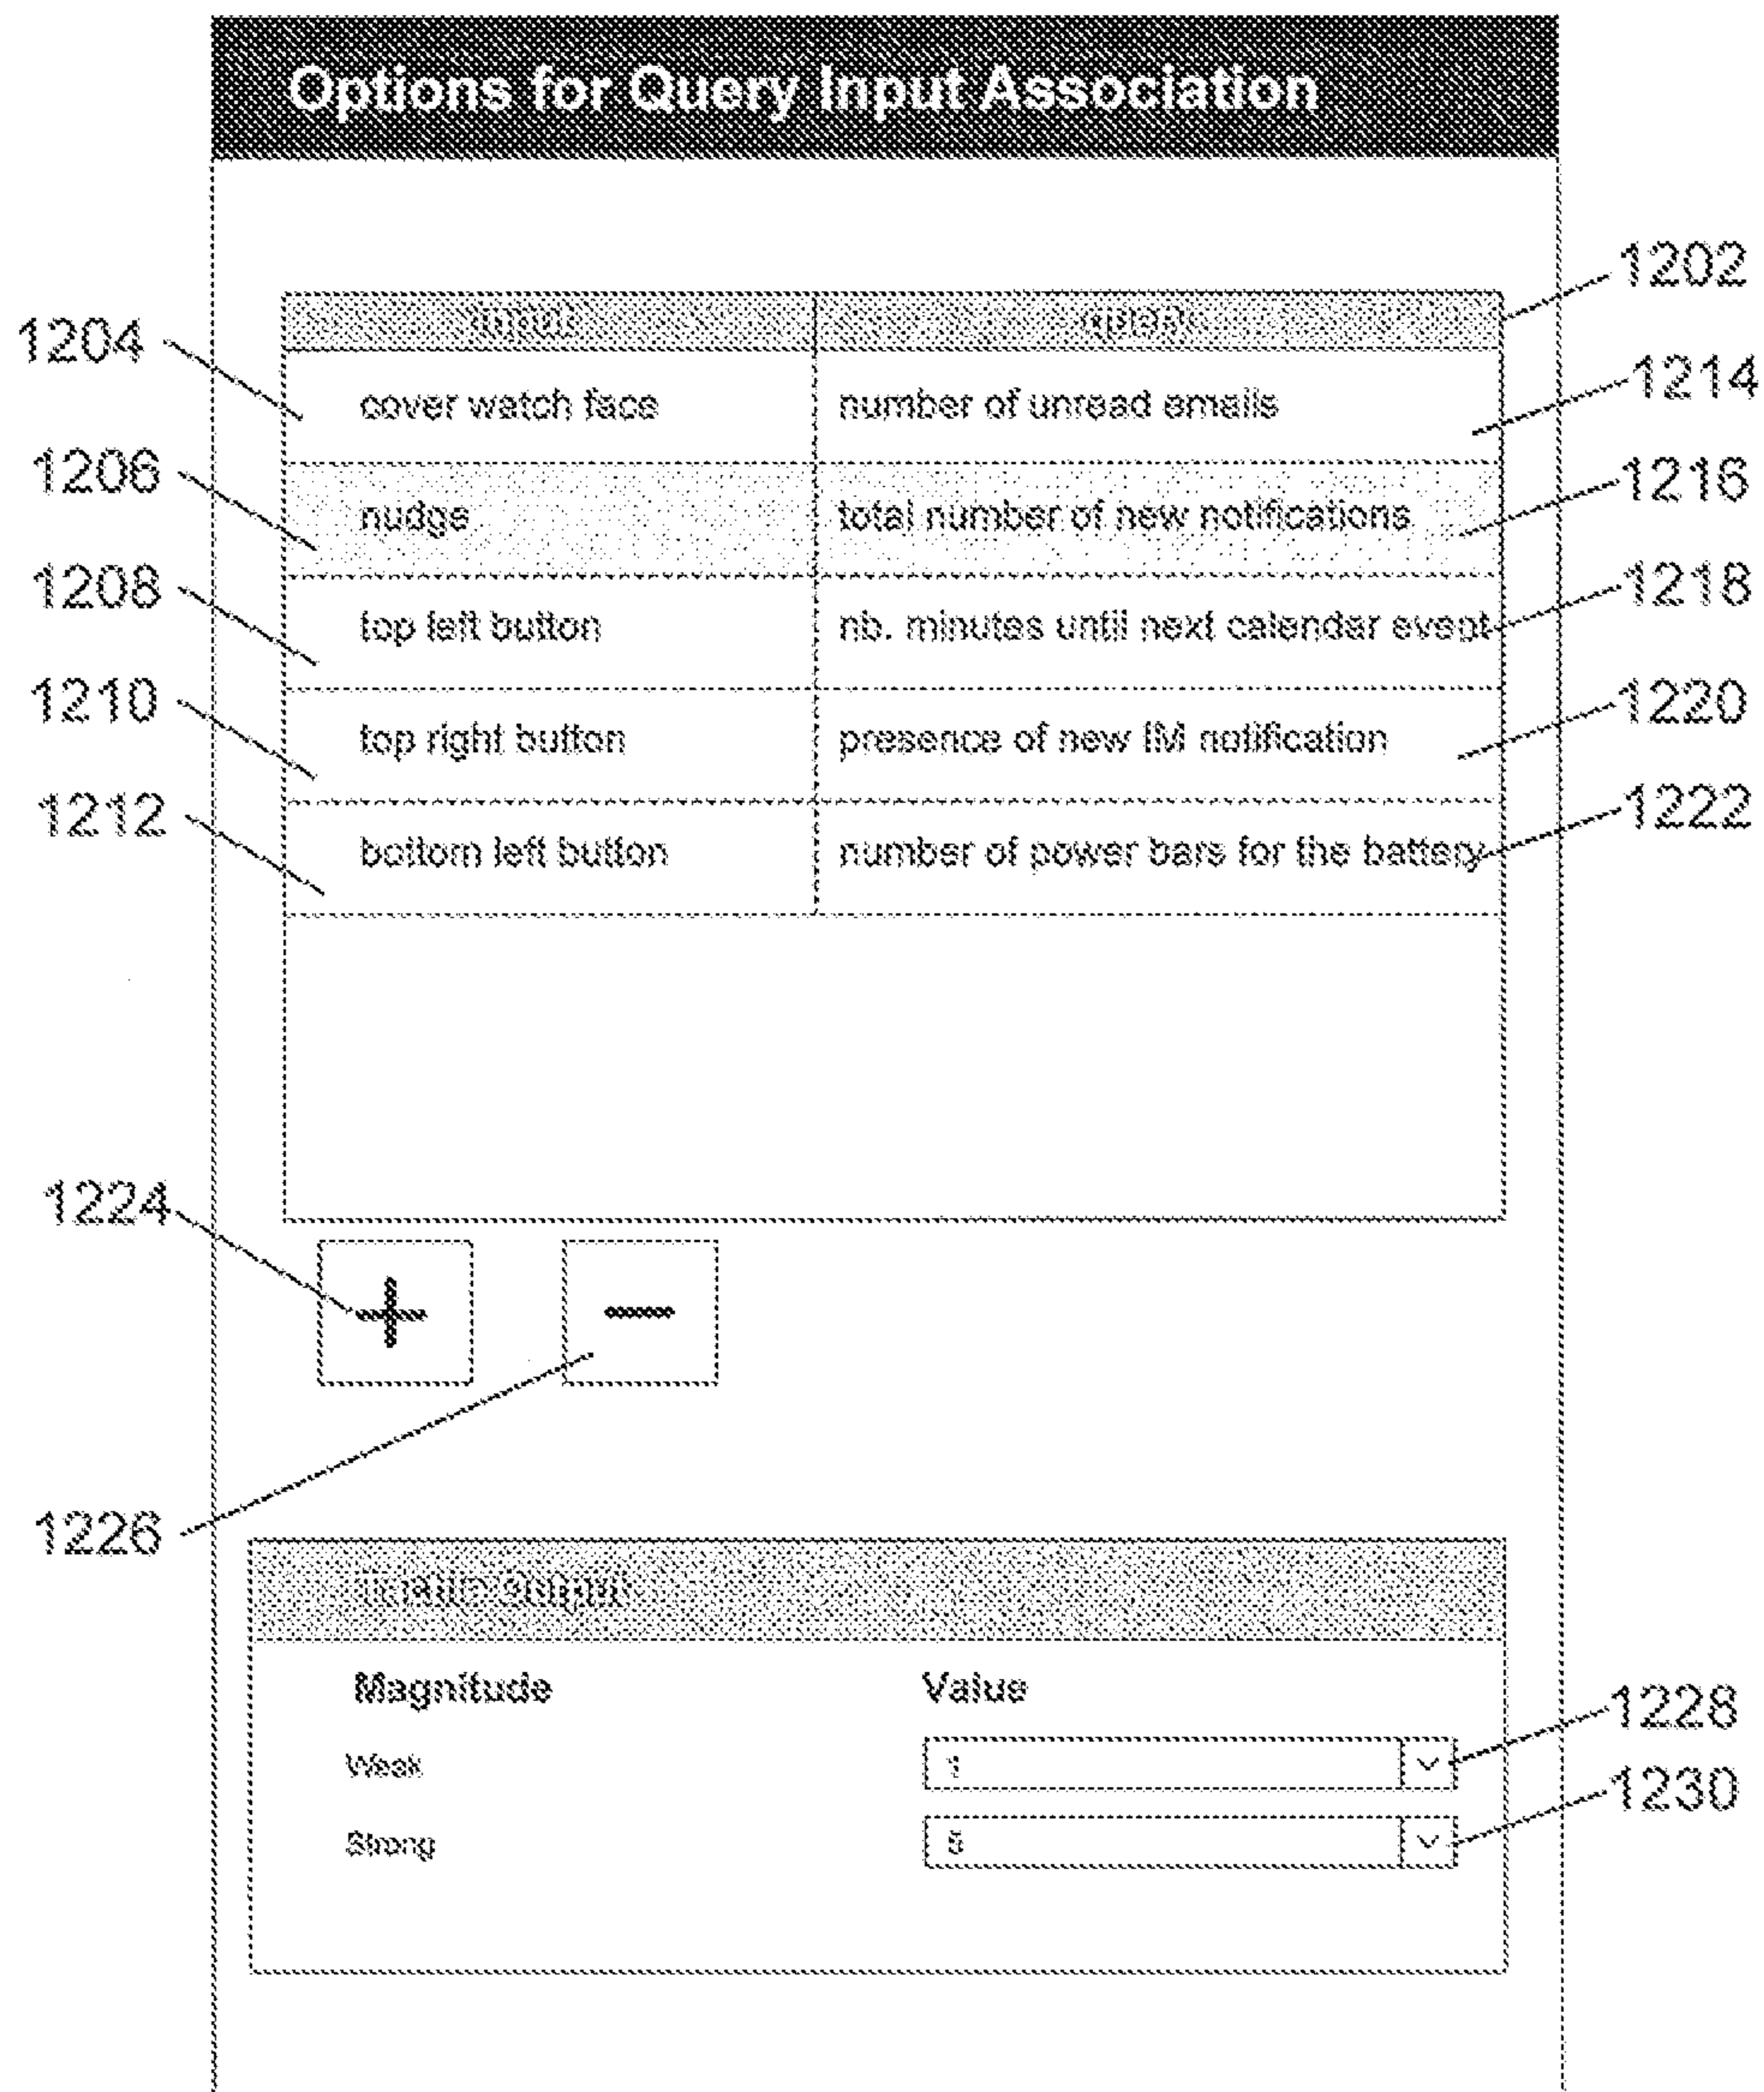 Options for Query Input Association
1202
input query
1204
cover watch face number of unread emails
1214
1206
nudge total number of new notifications
1216
1208
top left button nb. minutes until next calendar event
1218
1210
top right button presence of new IM notification
1220
1212
bottom left button number of power bars for the battery
1222
1224
+ −
1226
output
Magnitude Value
1228
Weak 1
1230
Strong 5